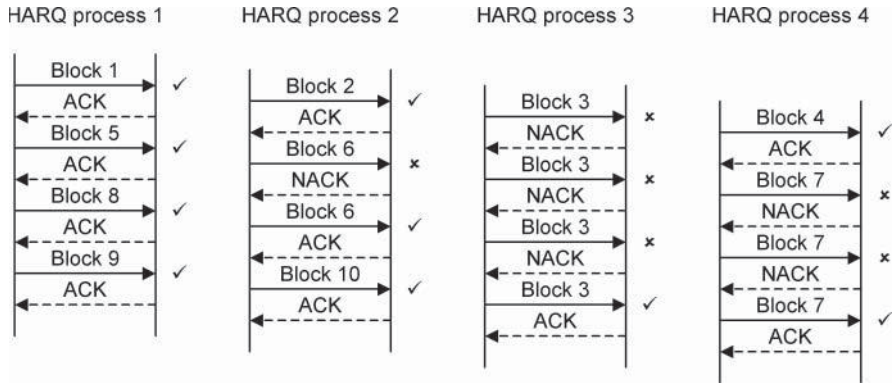 HARQ process 1
Block 1
ACK
Block 5
ACK
Block 8
ACK
Block 9
ACK
HARQ process 2
Block 2
ACK
Block 6
NACK
Block 6
ACK
Block 10
ACK
HARQ process 3
Block 3
NACK
Block 3
NACK
Block 3
NACK
Block 3
ACK
HARQ process 4
Block 4
ACK
Block 7
NACK
Block 7
NACK
Block 7
ACK